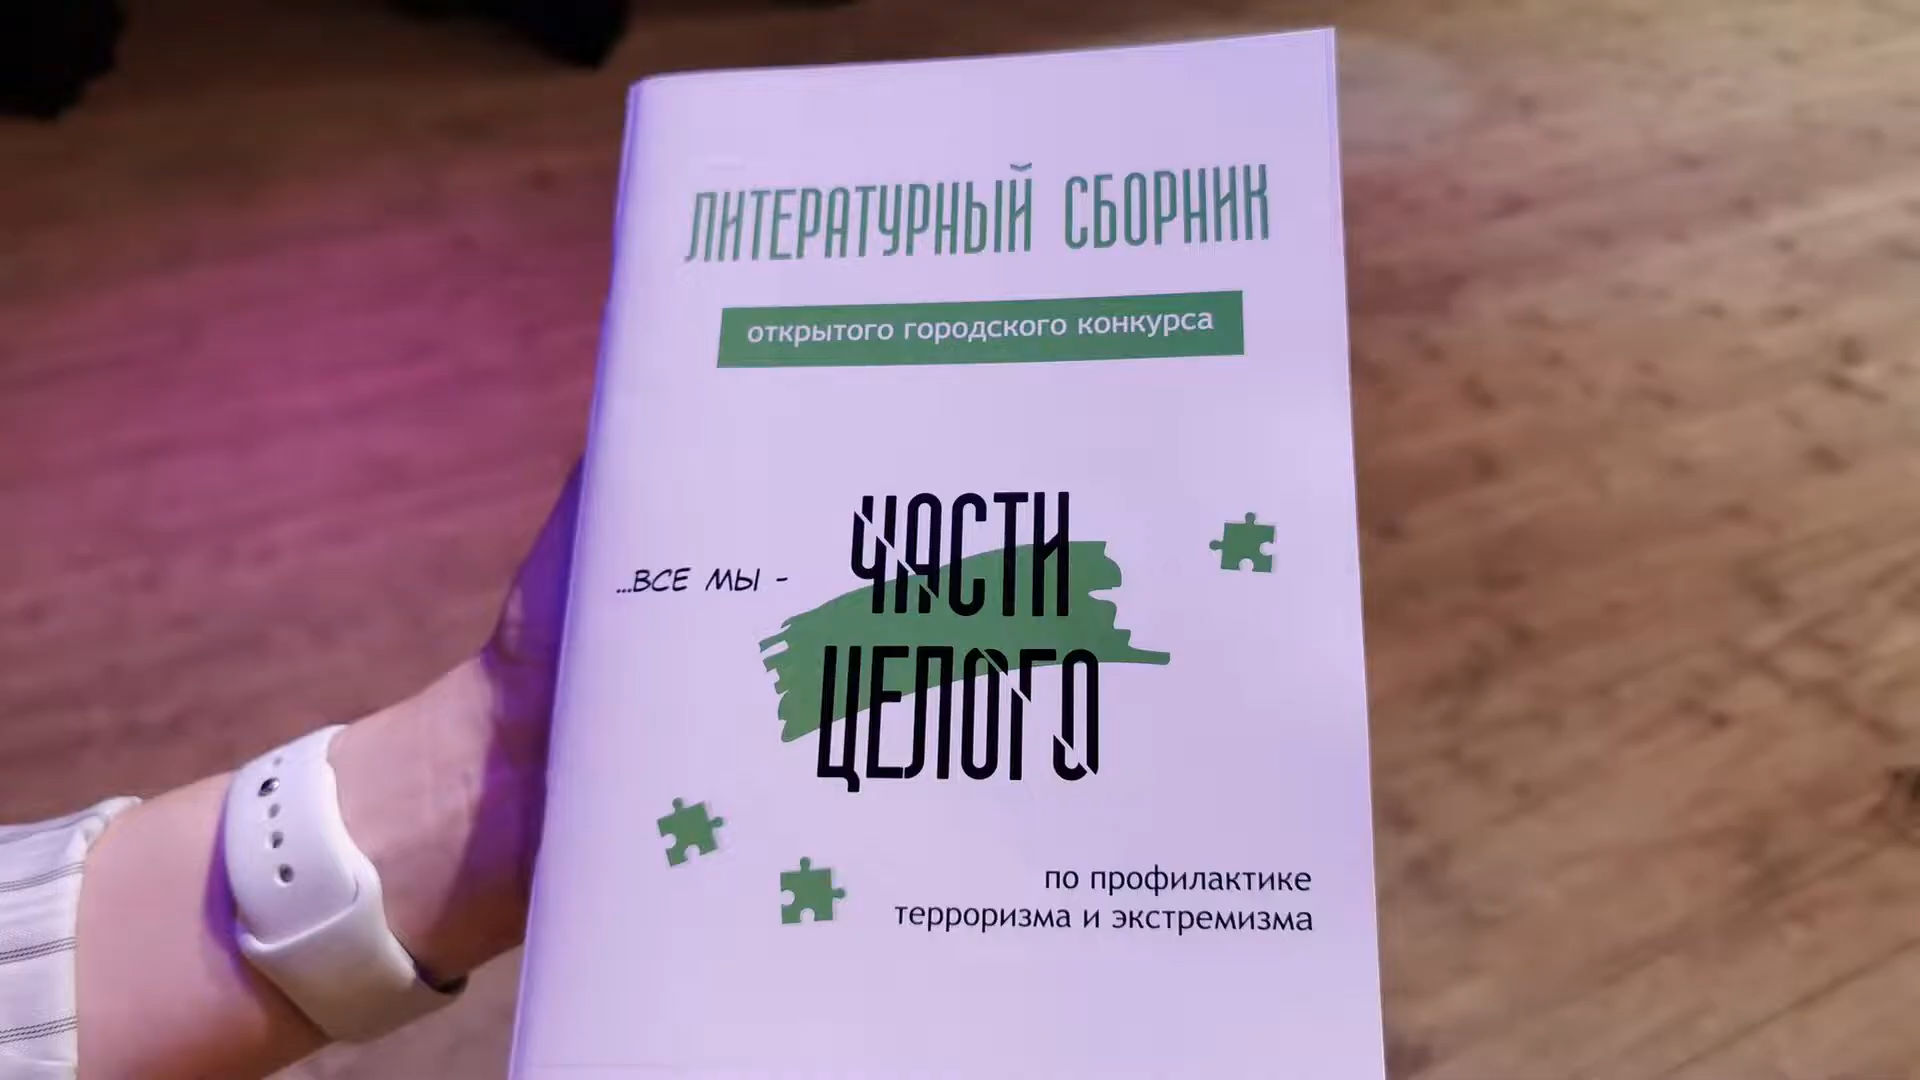 ЛИТЕРАТУРНЫЙ СБОРНИК
открытого городского конкурса
...ВСЕ МЫ -
ЧАСТИ
ЦЕЛОГО
по профилактике
терроризма и экстремизма